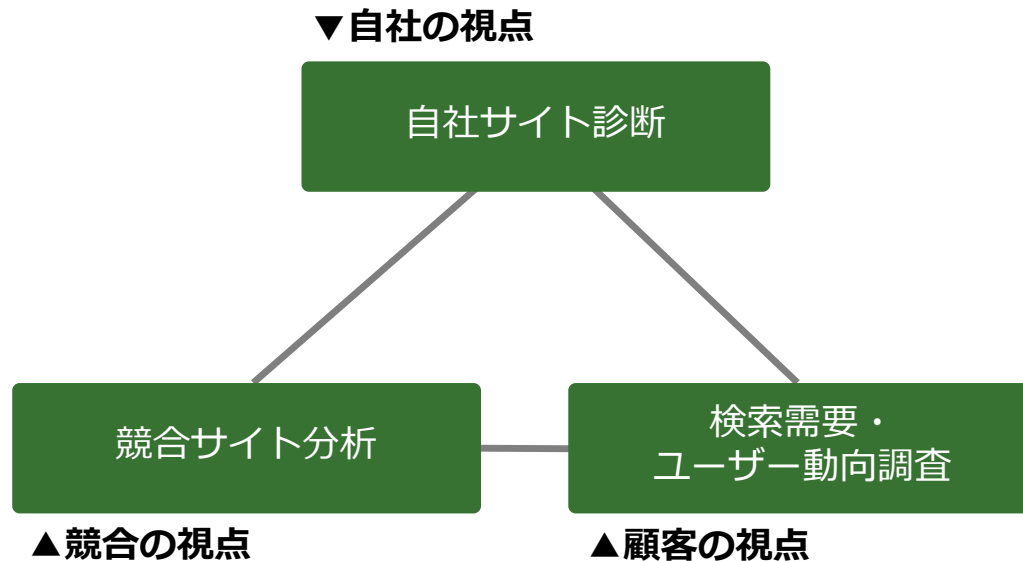 ▼自社の視点
自社サイト診断
競合サイト分析
検索需要・
ユーザー動向調査
▲競合の視点
▲顧客の視点